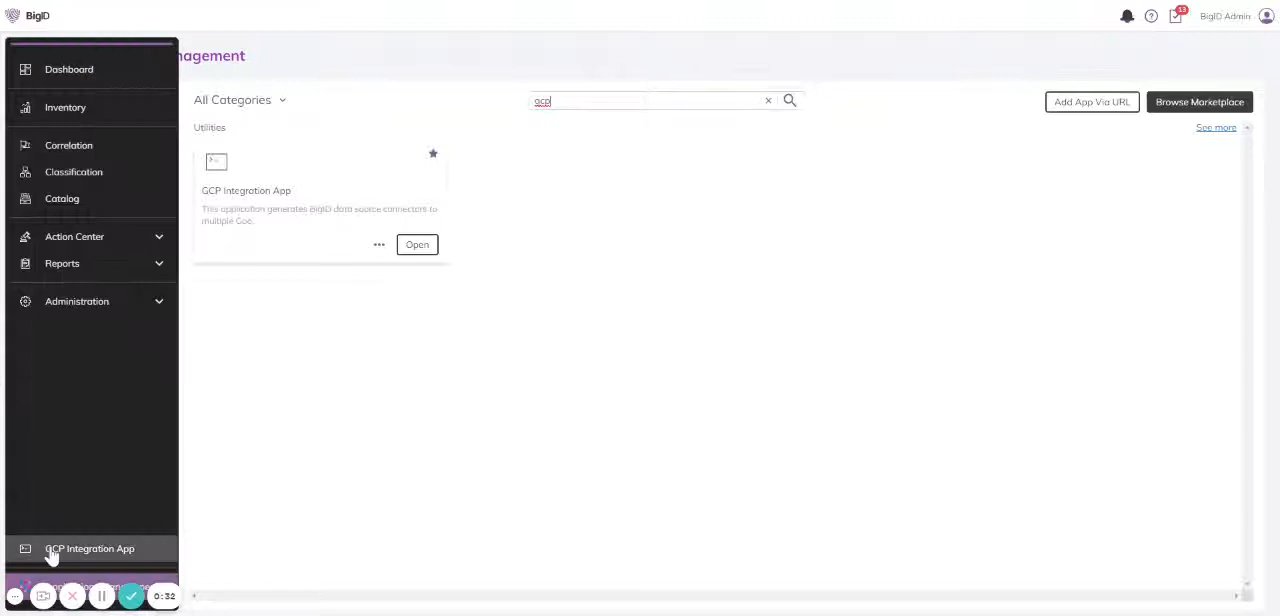 BigID
13
BigID Admin
Dashboard
Inventory
Correlation
Classification
Catalog
Action Center
Reports
Administration
GCP Integration App
0:32
nagement
All Categories
gcp
Add App Via URL
Browse Marketplace
Utilities
See more
GCP Integration App
This application generates BigID data source connectors to
multiple Goo.
Open